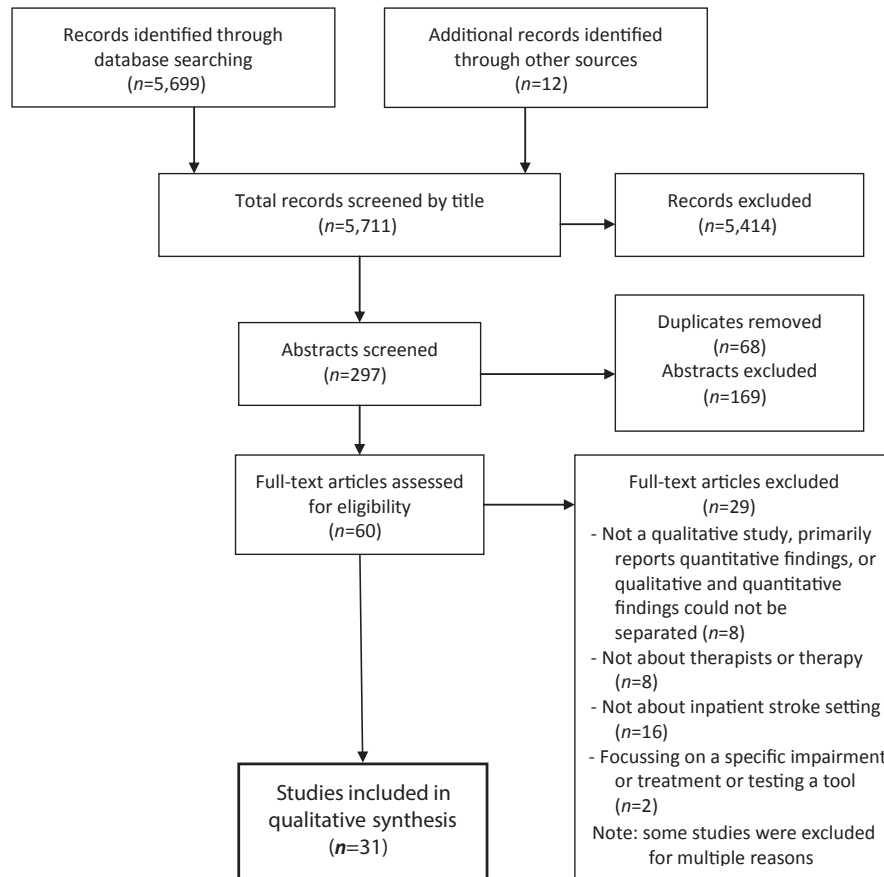 Records identified through
database searching
(n=5,699)
Additional records identified
through other sources
(n=12)
Total records screened by title
(n=5,711)
Records excluded
(n=5,414)
Abstracts screened
(n=297)
Duplicates removed
(n=68)
Abstracts excluded
(n=169)
Full-text articles assessed
for eligibility
(n=60)
Full-text articles excluded
(n=29)
- Not a qualitative study, primarily
reports quantitative findings, or
qualitative and quantitative
findings could not be
separated (n=8)
- Not about therapists or therapy
(n=8)
- Not about inpatient stroke setting
(n=16)
- Focussing on a specific impairment
or treatment or testing a tool
(n=2)
Note: some studies were excluded
for multiple reasons
Studies included in
qualitative synthesis
(n=31)